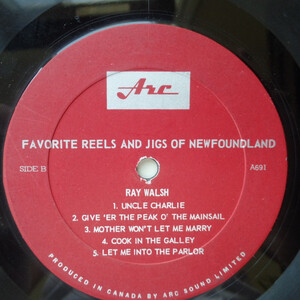 Arc
FAVORITE REELS AND JIGS OF NEWFOUNDLAND
SIDE B
A691
RAY WALSH
1. UNCLE CHARLIE
2. GIVE 'ER THE PEAK O' THE MAINSAIL
3. MOTHER WON'T LET ME MARRY
4. COOK IN THE GALLEY
5. LET ME INTO THE PARLOR
PRODUCED IN CANADA BY ARC SOUND LIMITED